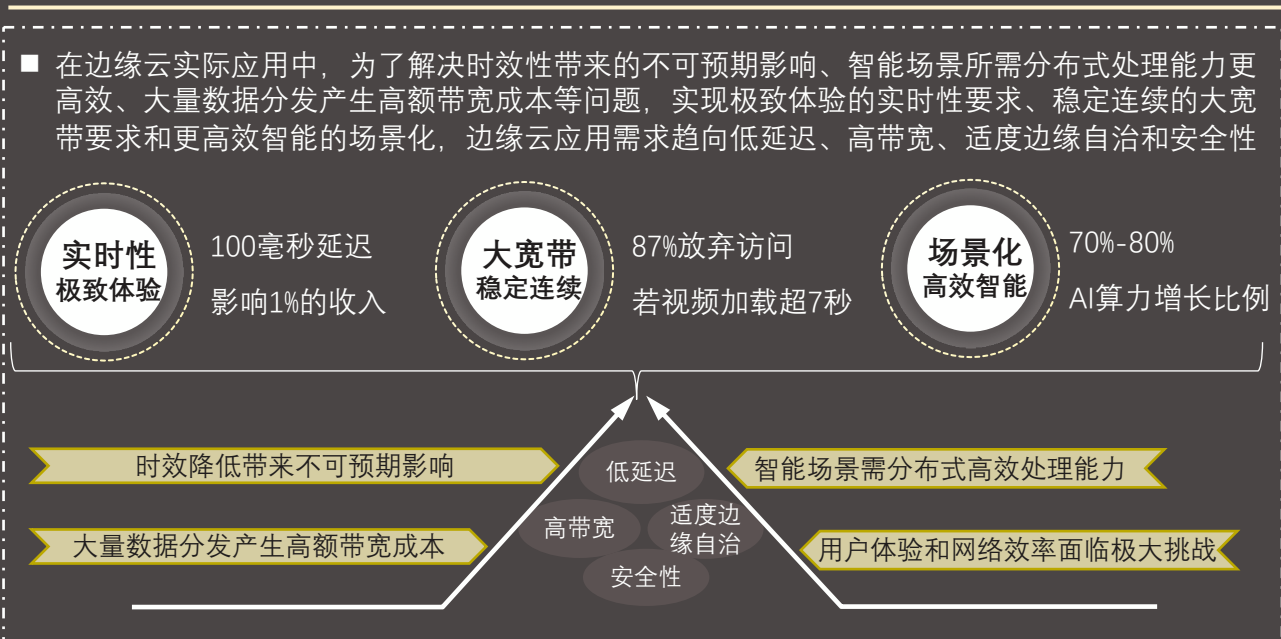 在边缘云实际应用中，为了解决时效性带来的不可预期影响、智能场景所需分布式处理能力更
高效、大量数据分发产生高额带宽成本等问题，实现极致体验的实时性要求、稳定连续的大宽
带要求和更高效智能的场景化，边缘云应用需求趋向低延迟、高带宽、适度边缘自治和安全性
实时性
极致体验
100毫秒延迟
影响1%的收入
大宽带
稳定连续
87%放弃访问
若视频加载超7秒
场景化
高效智能
70%-80%
AI算力增长比例
时效降低带来不可预期影响
低延迟
智能场景需分布式高效处理能力
大量数据分发产生高额带宽成本
高带宽
适度边
缘自治
用户体验和网络效率面临极大挑战
安全性